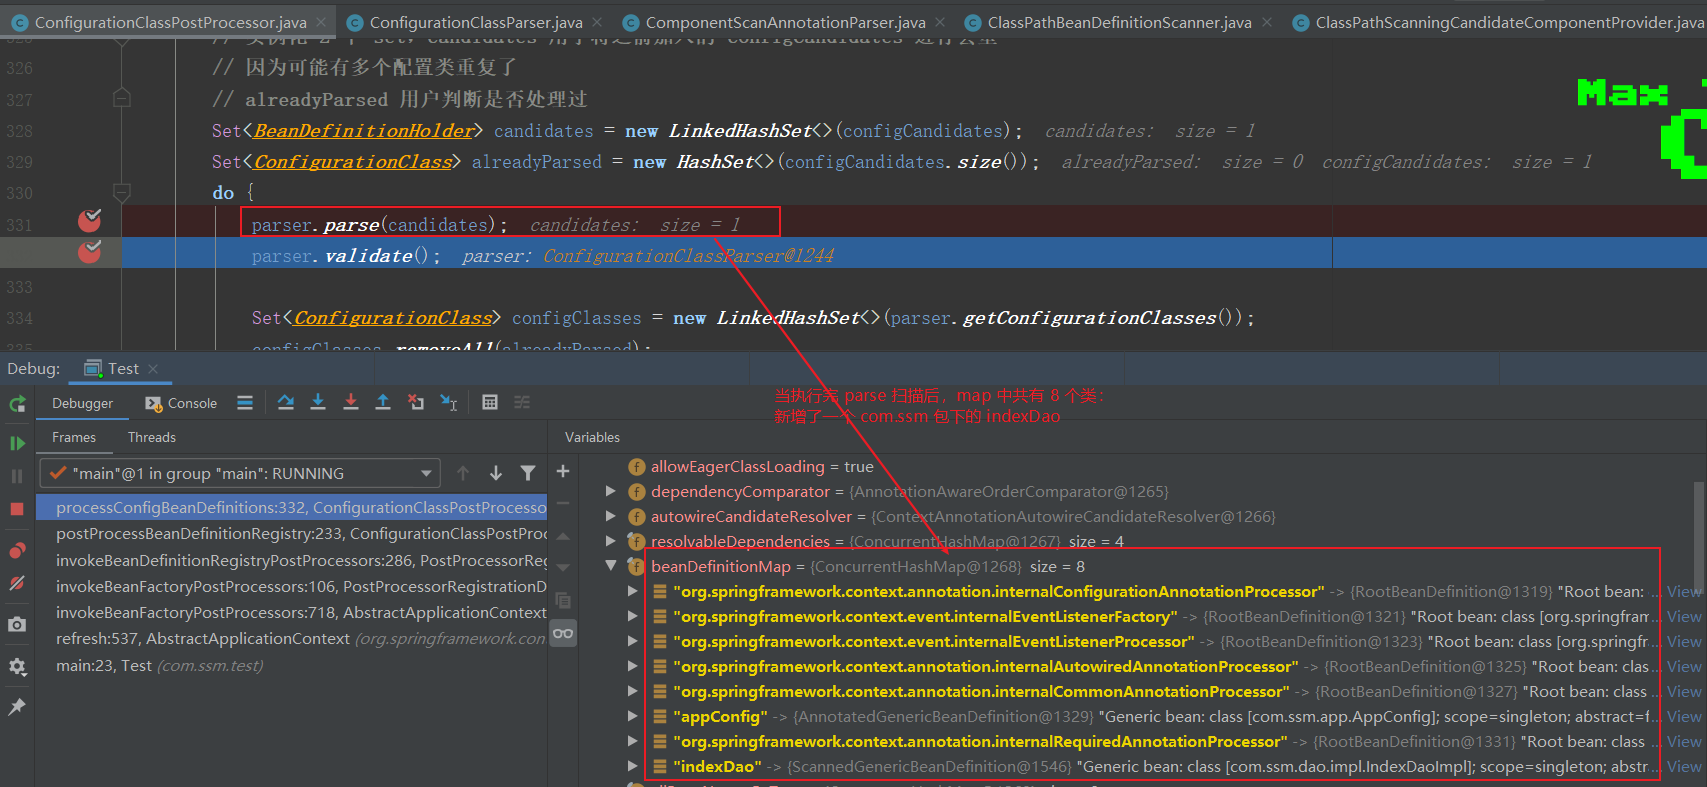 ConfigurationClassPostProcessor.java
ConfigurationClassParser.java
ComponentScanAnnotationParser.java
ClassPathBeanDefinitionScanner.java
ClassPathScanningCandidateComponentProvider.java
326 // 因为可能有多个配置类重复了
327 // alreadyParsed 用户判断是否处理过
328 Set<BeanDefinitionHolder> candidates = new LinkedHashSet<>(configCandidates); candidates: size = 1
329 Set<ConfigurationClass> alreadyParsed = new HashSet<>(configCandidates.size()); alreadyParsed: size = 0 configCandidates: size = 1
330 do {
331 parser.parse(candidates); candidates: size = 1
parser.validate(); parser: ConfigurationClassParser@1244
333
334 Set<ConfigurationClass> configClasses = new LinkedHashSet<>(parser.getConfigurationClasses());
335 configClasses.removeAll(alreadyParsed);
Max
Debug: Test
Debugger Console
当执行完 parse 扫描后，map 中共有 8 个类：
新增了一个 com.ssm 包下的 indexDao
Frames Threads
"main"@1 in group "main": RUNNING
processConfigBeanDefinitions:332, ConfigurationClassPostProcesso
postProcessBeanDefinitionRegistry:233, ConfigurationClassPostProc
invokeBeanDefinitionRegistryPostProcessors:286, PostProcessorReg
invokeBeanFactoryPostProcessors:106, PostProcessorRegistrationD
invokeBeanFactoryPostProcessors:718, AbstractApplicationContext
refresh:537, AbstractApplicationContext (org.springframework.con
main:23, Test (com.ssm.test)
Variables
allowEagerClassLoading = true
dependencyComparator = {AnnotationAwareOrderComparator@1265}
autowireCandidateResolver = {ContextAnnotationAutowireCandidateResolver@1266}
resolvableDependencies = {ConcurrentHashMap@1267} size = 4
beanDefinitionMap = {ConcurrentHashMap@1268} size = 8
"org.springframework.context.annotation.internalConfigurationAnnotationProcessor" -> {RootBeanDefinition@1319} "Root bean: ... View
"org.springframework.context.event.internalEventListenerFactory" -> {RootBeanDefinition@1321} "Root bean: class [org.springfram... View
"org.springframework.context.event.internalEventListenerProcessor" -> {RootBeanDefinition@1323} "Root bean: class [org.springfr... View
"org.springframework.context.annotation.internalAutowiredAnnotationProcessor" -> {RootBeanDefinition@1325} "Root bean: clas... View
"org.springframework.context.annotation.internalCommonAnnotationProcessor" -> {RootBeanDefinition@1327} "Root bean: class ... View
"appConfig" -> {AnnotatedGenericBeanDefinition@1329} "Generic bean: class [com.ssm.app.AppConfig]; scope=singleton; abstract=f... View
"org.springframework.context.annotation.internalRequiredAnnotationProcessor" -> {RootBeanDefinition@1331} "Root bean: class ... View
"indexDao" -> {ScannedGenericBeanDefinition@1546} "Generic bean: class [com.ssm.dao.impl.IndexDaoImpl]; scope=singleton; abstr... View